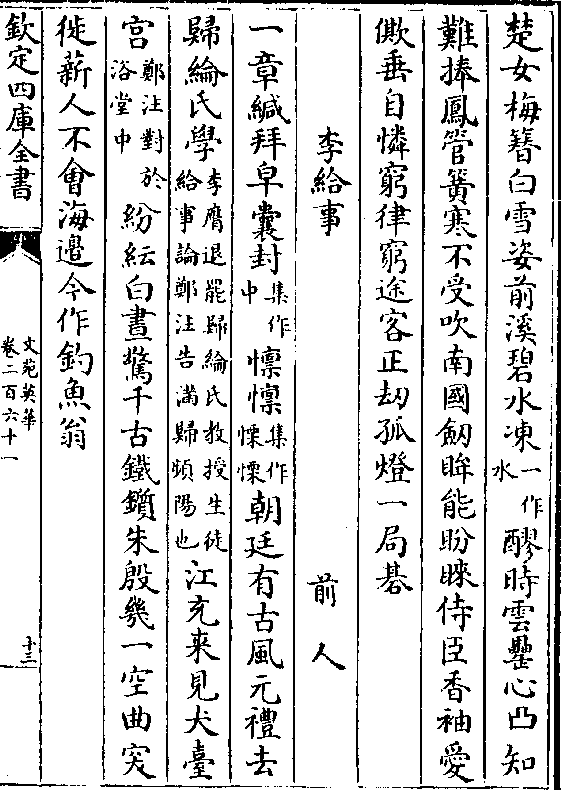 楚女梅簪白雪姿前溪碧水凍一作水醪時雲罍心凸知
難捧鳳管簧寒不受吹南國劔眸能盼睞侍臣香袖愛
僛垂自憐窮律窮途客正刼孤燈一局棊
李給事 前人
一章緘拜皁囊封集作中懔懔集作慄慄朝廷有古風元禮去
歸綸氏學李膺退罷歸綸氏教授生徒給事論鄭注告滿歸頻陽也江充來見犬臺
宫鄭注對於浴堂中紛紜白晝驚千古鐵鑕朱殷幾一空曲突
徙薪人不會海邉今作釣魚翁
欽定四庫全書 文苑英華卷二百六十一 十三